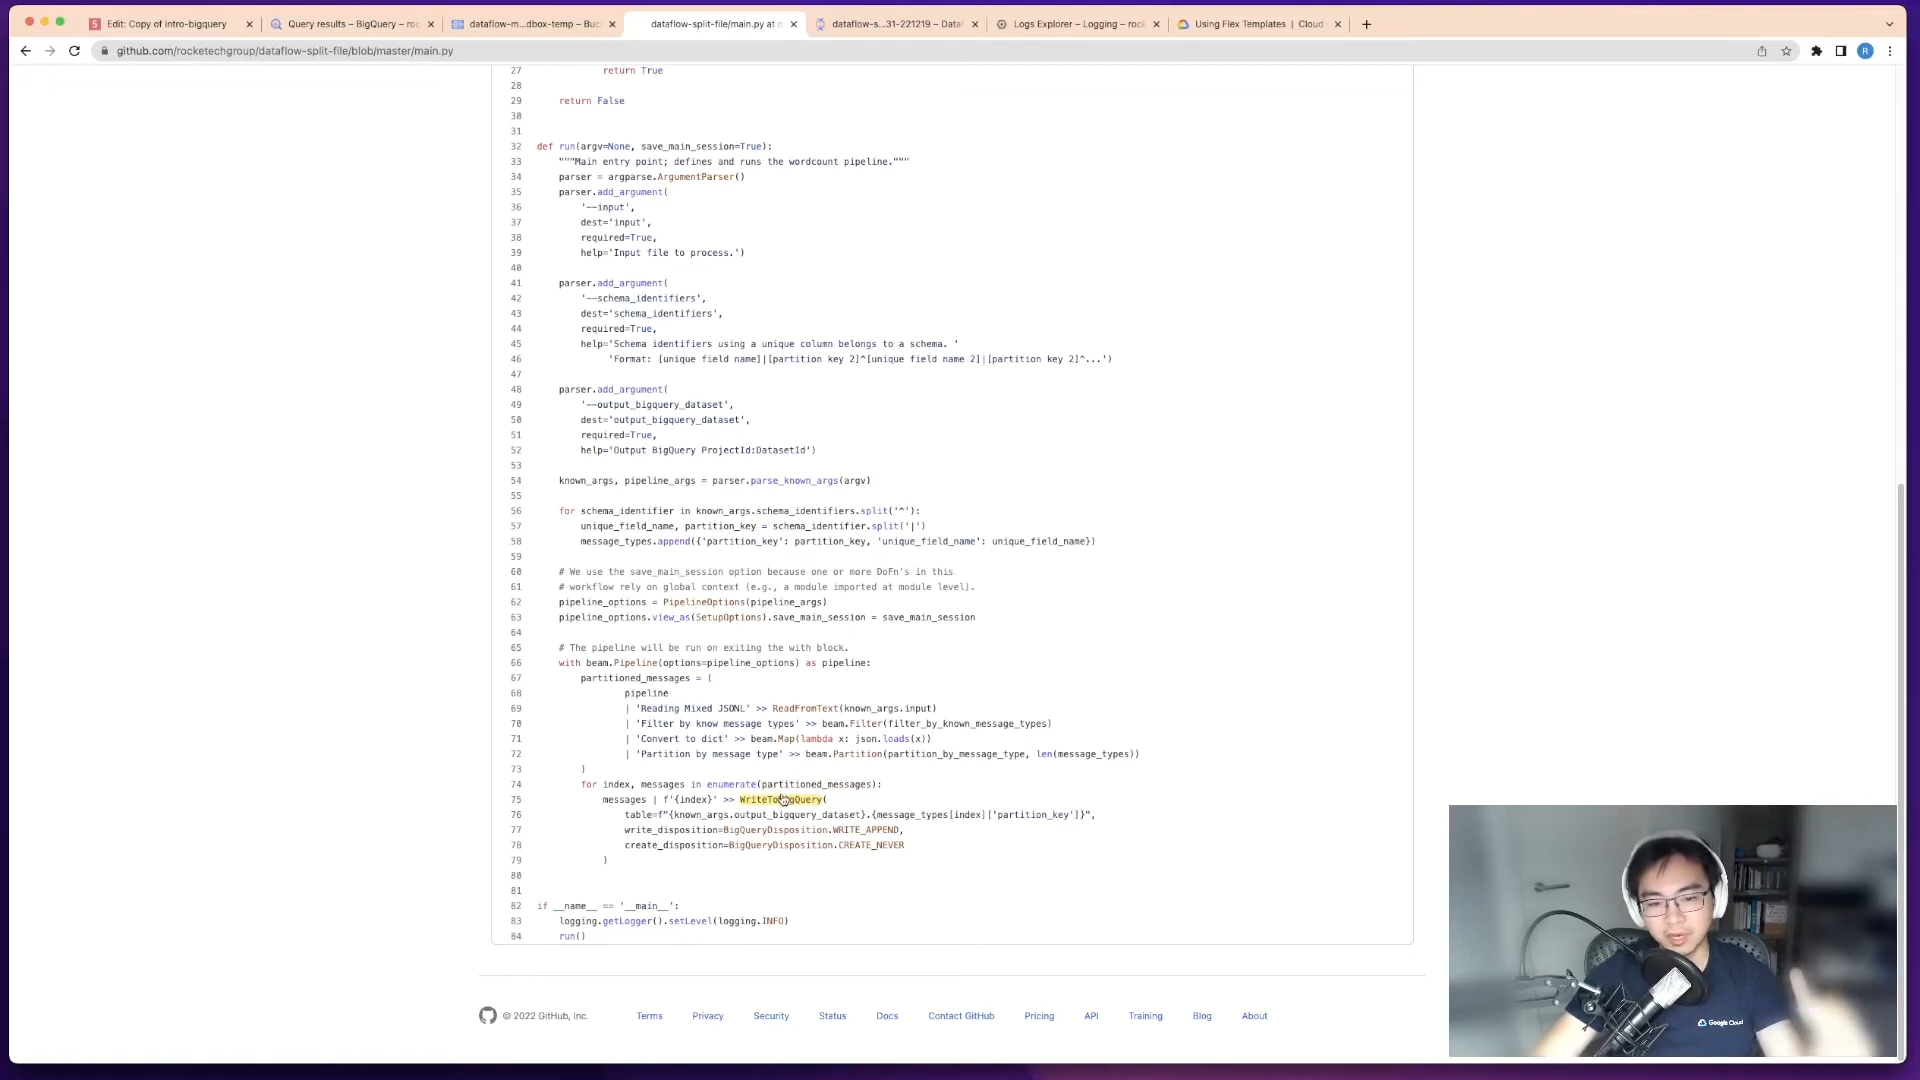 Edit: Copy of intro-bigquery
Query results – BigQuery – roc
dataflow-m...dbox-temp – Buc
dataflow-split-file/main.py at m
dataflow-s...31-221219 – Dataf
Logs Explorer – Logging – rock
Using Flex Templates | Cloud
github.com/rocketechgroup/dataflow-split-file/blob/master/main.py
R
27 return True
28
29 return False
30
31
32 def run(argv=None, save_main_session=True):
33 """Main entry point; defines and runs the wordcount pipeline."""
34 parser = argparse.ArgumentParser()
35 parser.add_argument(
36 '--input',
37 dest='input',
38 required=True,
39 help='Input file to process.')
40
41 parser.add_argument(
42 '--schema_identifiers',
43 dest='schema_identifiers',
44 required=True,
45 help='Schema identifiers using a unique column belongs to a schema. '
46 'Format: [unique field name]|[partition key 2]^[unique field name 2]|[partition key 2]^...')
47
48 parser.add_argument(
49 '--output_bigquery_dataset',
50 dest='output_bigquery_dataset',
51 required=True,
52 help='Output BigQuery ProjectId:DatasetId')
53
54 known_args, pipeline_args = parser.parse_known_args(argv)
55
56 for schema_identifier in known_args.schema_identifiers.split('^'):
57 unique_field_name, partition_key = schema_identifier.split('|')
58 message_types.append({'partition_key': partition_key, 'unique_field_name': unique_field_name})
59
60 # We use the save_main_session option because one or more DoFn's in this
61 # workflow rely on global context (e.g., a module imported at module level).
62 pipeline_options = PipelineOptions(pipeline_args)
63 pipeline_options.view_as(SetupOptions).save_main_session = save_main_session
64
65 # The pipeline will be run on exiting the with block.
66 with beam.Pipeline(options=pipeline_options) as pipeline:
67 partitioned_messages = (
68 pipeline
69 | 'Reading Mixed JSONL' >> ReadFromText(known_args.input)
70 | 'Filter by know message types' >> beam.Filter(filter_by_known_message_types)
71 | 'Convert to dict' >> beam.Map(lambda x: json.loads(x))
72 | 'Partition by message type' >> beam.Partition(partition_by_message_type, len(message_types))
73 )
74 for index, messages in enumerate(partitioned_messages):
75 messages | f'{index}' >> WriteToBigQuery(
76 table=f"{known_args.output_bigquery_dataset}.{message_types[index]['partition_key']}",
77 write_disposition=BigQueryDisposition.WRITE_APPEND,
78 create_disposition=BigQueryDisposition.CREATE_NEVER
79 )
80
81
82 if __name__ == '__main__':
83 logging.getLogger().setLevel(logging.INFO)
84 run()
© 2022 GitHub, Inc. Terms Privacy Security Status Docs Contact GitHub Pricing API Training Blog About
Google Cloud